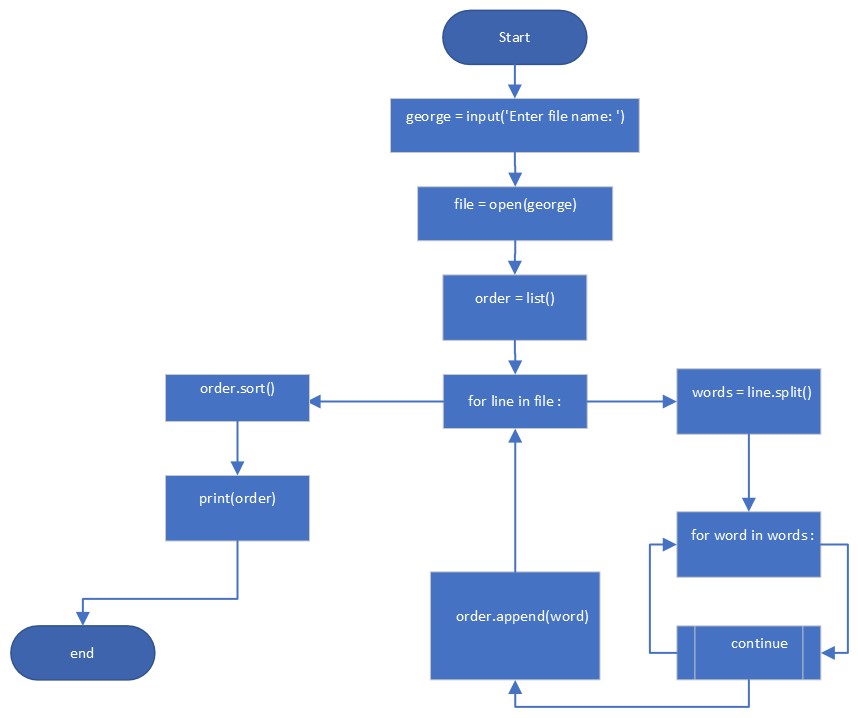 Start
george = input('Enter file name: ')
file = open(george)
order = list()
order.sort()
for line in file :
words = line.split()
print(order)
for word in words :
order.append(word)
continue
end